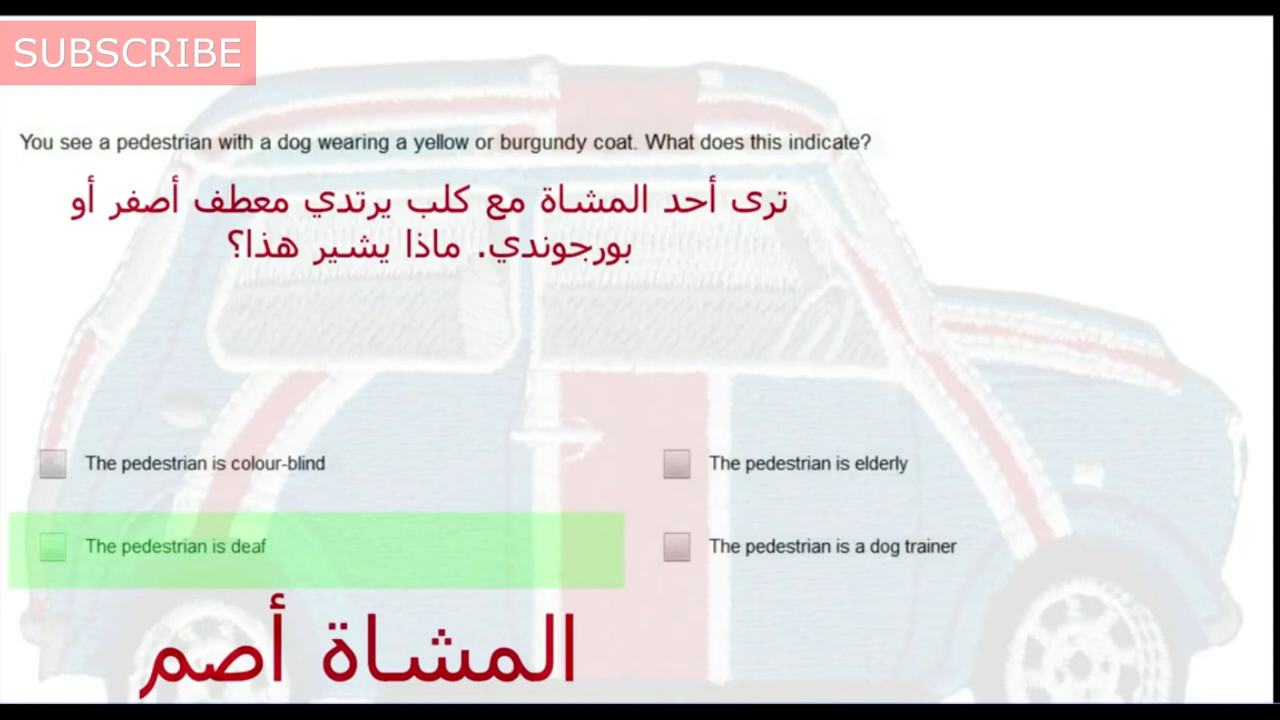 SUBSCRIBE
You see a pedestrian with a dog wearing a yellow or burgundy coat. What does this indicate?
ترى أحد المشاة مع كلب يرتدي معطف أصفر أو
بورجوندي. ماذا يشير هذا؟
The pedestrian is colour-blind
The pedestrian is elderly
The pedestrian is deaf
The pedestrian is a dog trainer
المشاة أصم